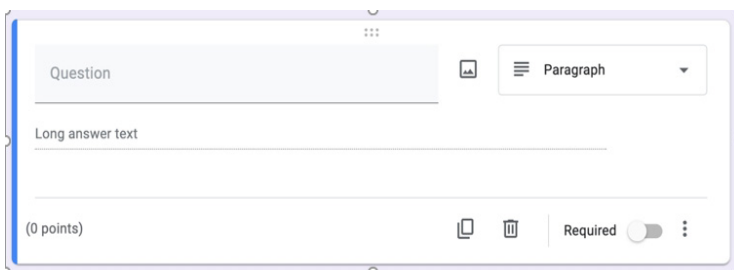 Question
Paragraph
Long answer text
(0 points)
Required